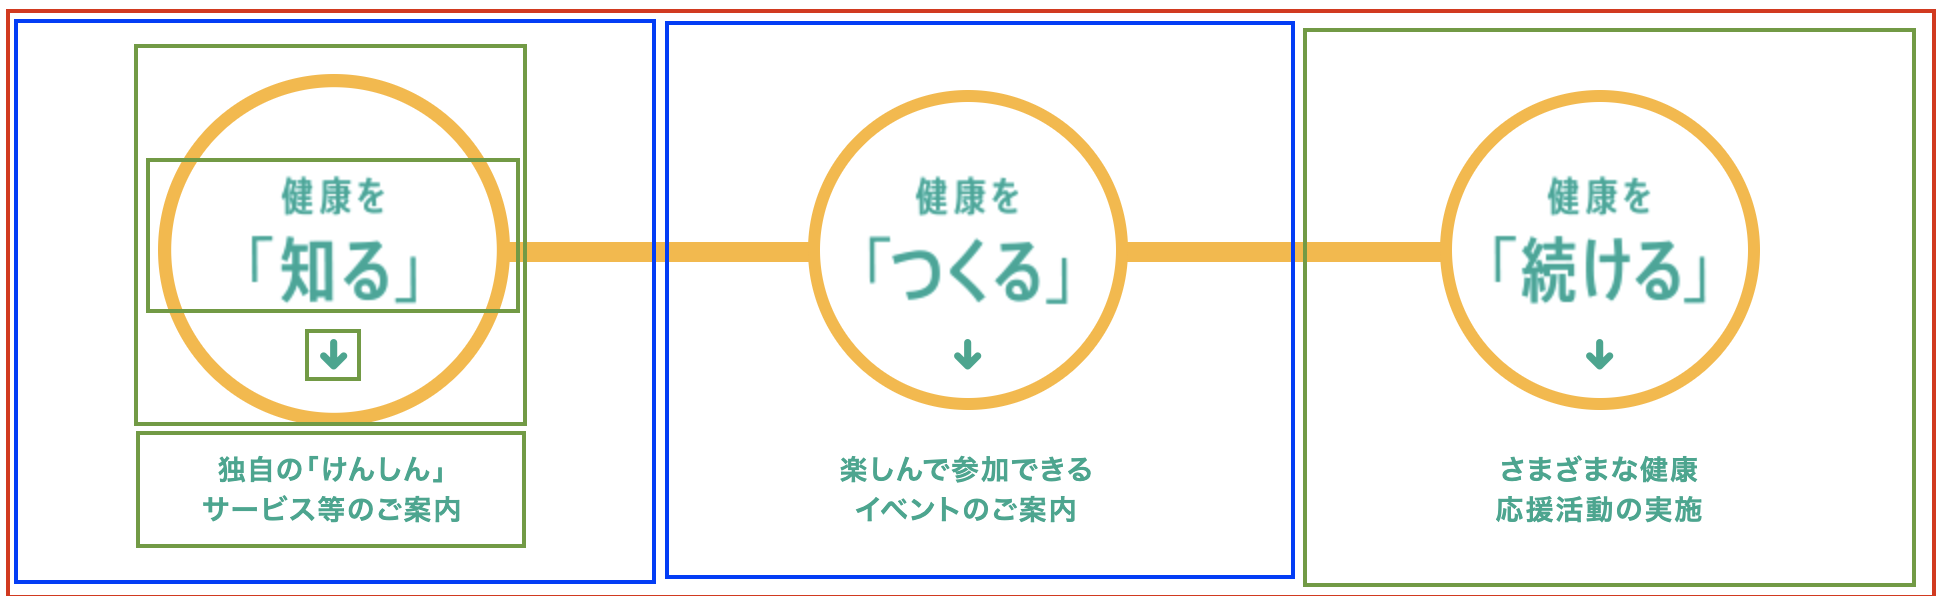 健康を
「知る」
独自の「けんしん」
サービス等のご案内
健康を
「つくる」
楽しんで参加できる
イベントのご案内
健康を
「続ける」
さまざまな健康
応援活動の実施